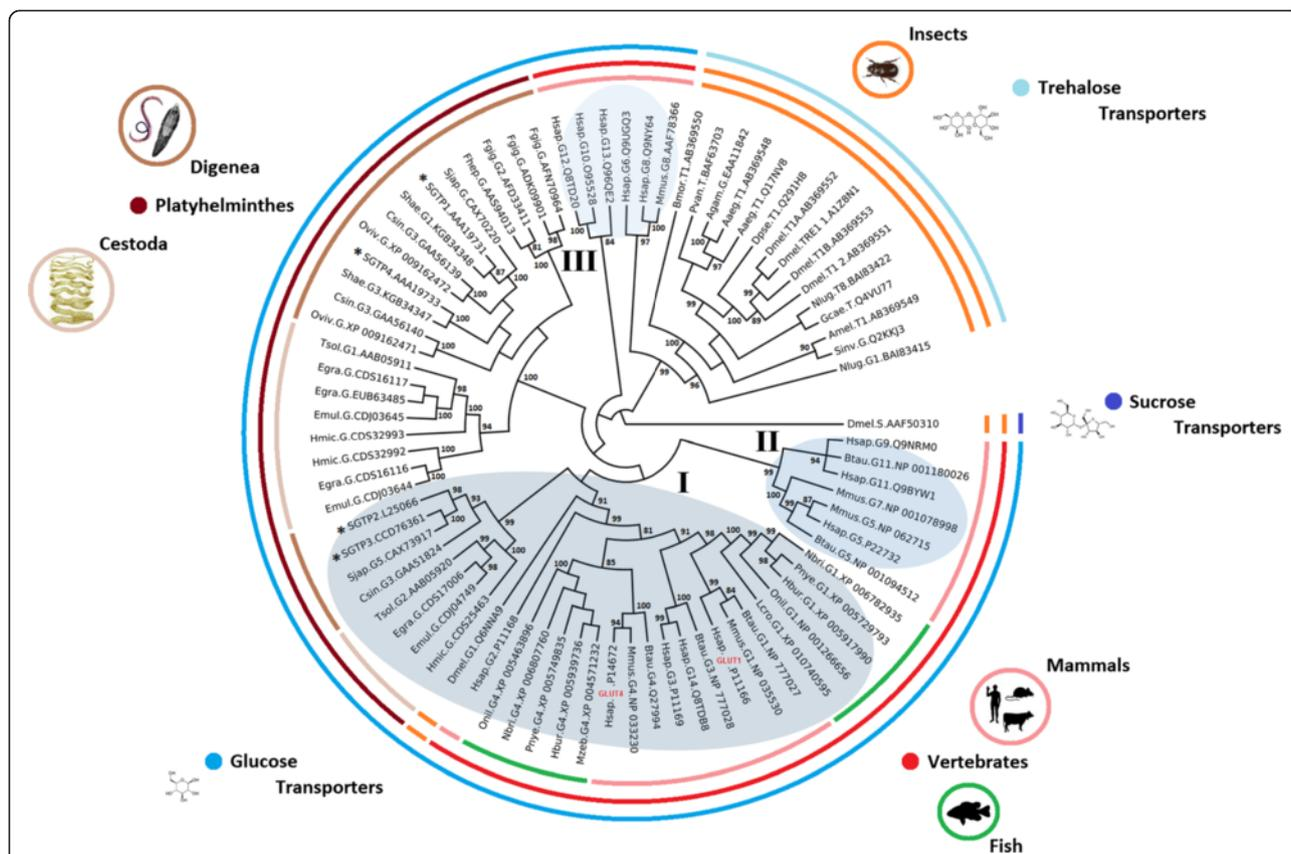 Insects
Trehalose
Transporters
Digenea
Platyhelminthes
Cestoda
Sucrose
Transporters
Mammals
Vertebrates
Fish
Glucose
Transporters
III
II
I
Hsap.G12.Q8TD20
Hsap.G10.O95528
Hsap.G13.Q96QE2
Hsap.G6.Q9UGQ3
Hsap.G8.Q9NY64
Mmus.G8.AAF78366
Bmor.T1.AB369550
Pvan.T.BAF63703
Agam.G.EAA11842
Aaeg.T1.AB369548
Aaeg.T1.Q17NV8
Dpse.T1.Q291H8
Dmel.T1A.AB369552
Dmel.TRE1.A1Z8N1
Dmel.T1B.AB369553
Dmel.T1 2.AB369551
Nlug.T8.BAI83422
Gcae.T.Q4VU77
Amel.T1.AB369549
Sinv.G.Q2KKJ3
Nlug.G1.BAI83415
Dmel.S.AAF50310
Hsap.G9.Q9NRM0
Btau.G11.NP 001180026
Hsap.G11.Q9BYW1
Mmus.G7.NP 001078998
Mmus.G5.NP 062715
Hsap.G5.P22732
Btau.G5.NP 001094512
Nbri.G1.XP 006782935
Pnye.G1.XP 005729793
Hbur.G1.XP 005917990
Onil.G1.NP 001266656
Lcro.G1.XP 010740595
Btau.G1.NP 777027
Mmus.G1.NP 035530
Hsap. GLUT1 .P11166
Btau.G3.NP 777028
Hsap.G14.Q8TDB8
Hsap.G3.P11169
Btau.G4.Q27994
Mmus.G4.NP 033230
Hsap. GLUT4 .P14672
Mzeb.G4.XP 004571232
Hbur.G4.XP 005939736
Pnye.G4.XP 005749835
Nbri.G4.XP 006807760
Onil.G4.XP 005463896
Hsap.G2.P11168
Dmel.G1.Q6NNA9
Hmic.G.CDS25463
Emul.G.CDJ04749
Egra.G.CDS17006
Tsol.G2.AAB05920
Csin.G3.GAA51824
Sjap.G5.CAX73917
* SGTP3.CCD76361
* SGTP2.L25066
Emul.G.CDJ03644
Egra.G.CDS16116
Hmic.G.CDS32992
Hmic.G.CDS32993
Emul.G.CDJ03645
Egra.G.EUB63485
Egra.G.CDS16117
Tsol.G1.AAB05911
Oviv.G.XP 009162471
Csin.G3.GAA56140
Shae.G3.KGB34347
* SGTP4.AAA19733
Oviv.G.XP 009162472
Csin.G3.GAA56139
Shae.G1.KGB34348
* SGTP1.AAA19731
Sjap.G.CAX70220
Fhep.G.AAS94013
Fgig.G2.AFD33411
Fgig.G.ADK09901
Fgig.G.AFN70964